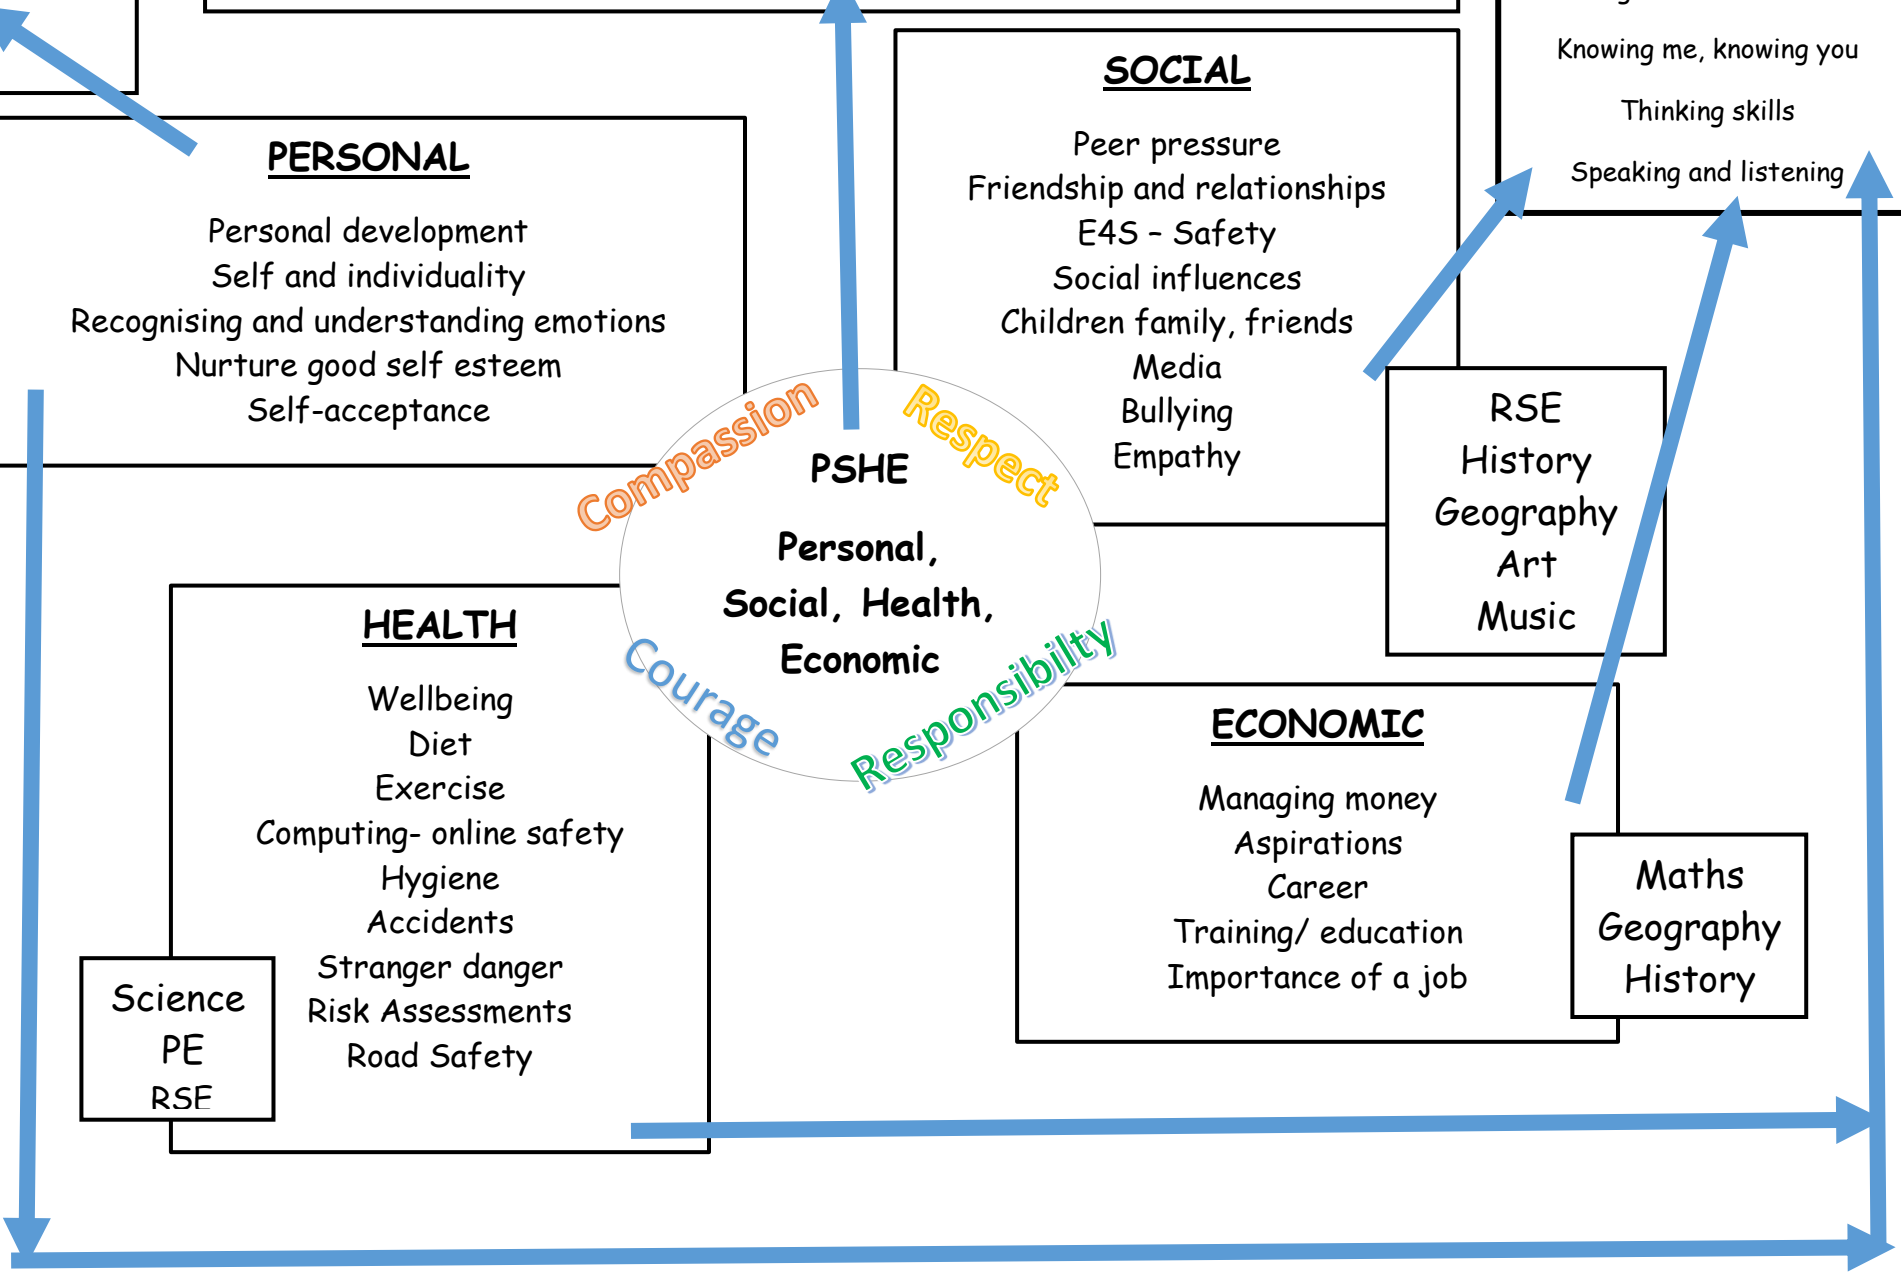 Knowing me, knowing you
Thinking skills
Speaking and listening
SOCIAL
Peer pressure
Friendship and relationships
E4S – Safety
Social influences
Children family, friends
Media
Bullying
Empathy
PERSONAL
Personal development
Self and individuality
Recognising and understanding emotions
Nurture good self esteem
Self-acceptance
RSE
History
Geography
Art
Music
Compassion
Respect
PSHE
Personal,
Social, Health,
Economic
Courage
Responsibilty
HEALTH
Wellbeing
Diet
Exercise
Computing- online safety
Hygiene
Accidents
Stranger danger
Risk Assessments
Road Safety
Science
PE
RSE
ECONOMIC
Managing money
Aspirations
Career
Training/ education
Importance of a job
Maths
Geography
History